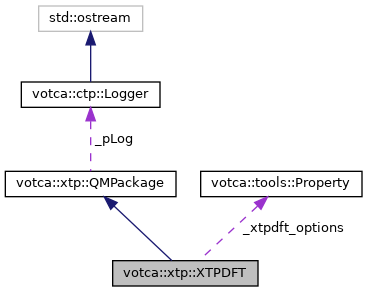 std::ostream
votca::ctp::Logger
_pLog
votca::xtp::QMPackage
votca::tools::Property
_xtpdft_options
votca::xtp::XTPDFT